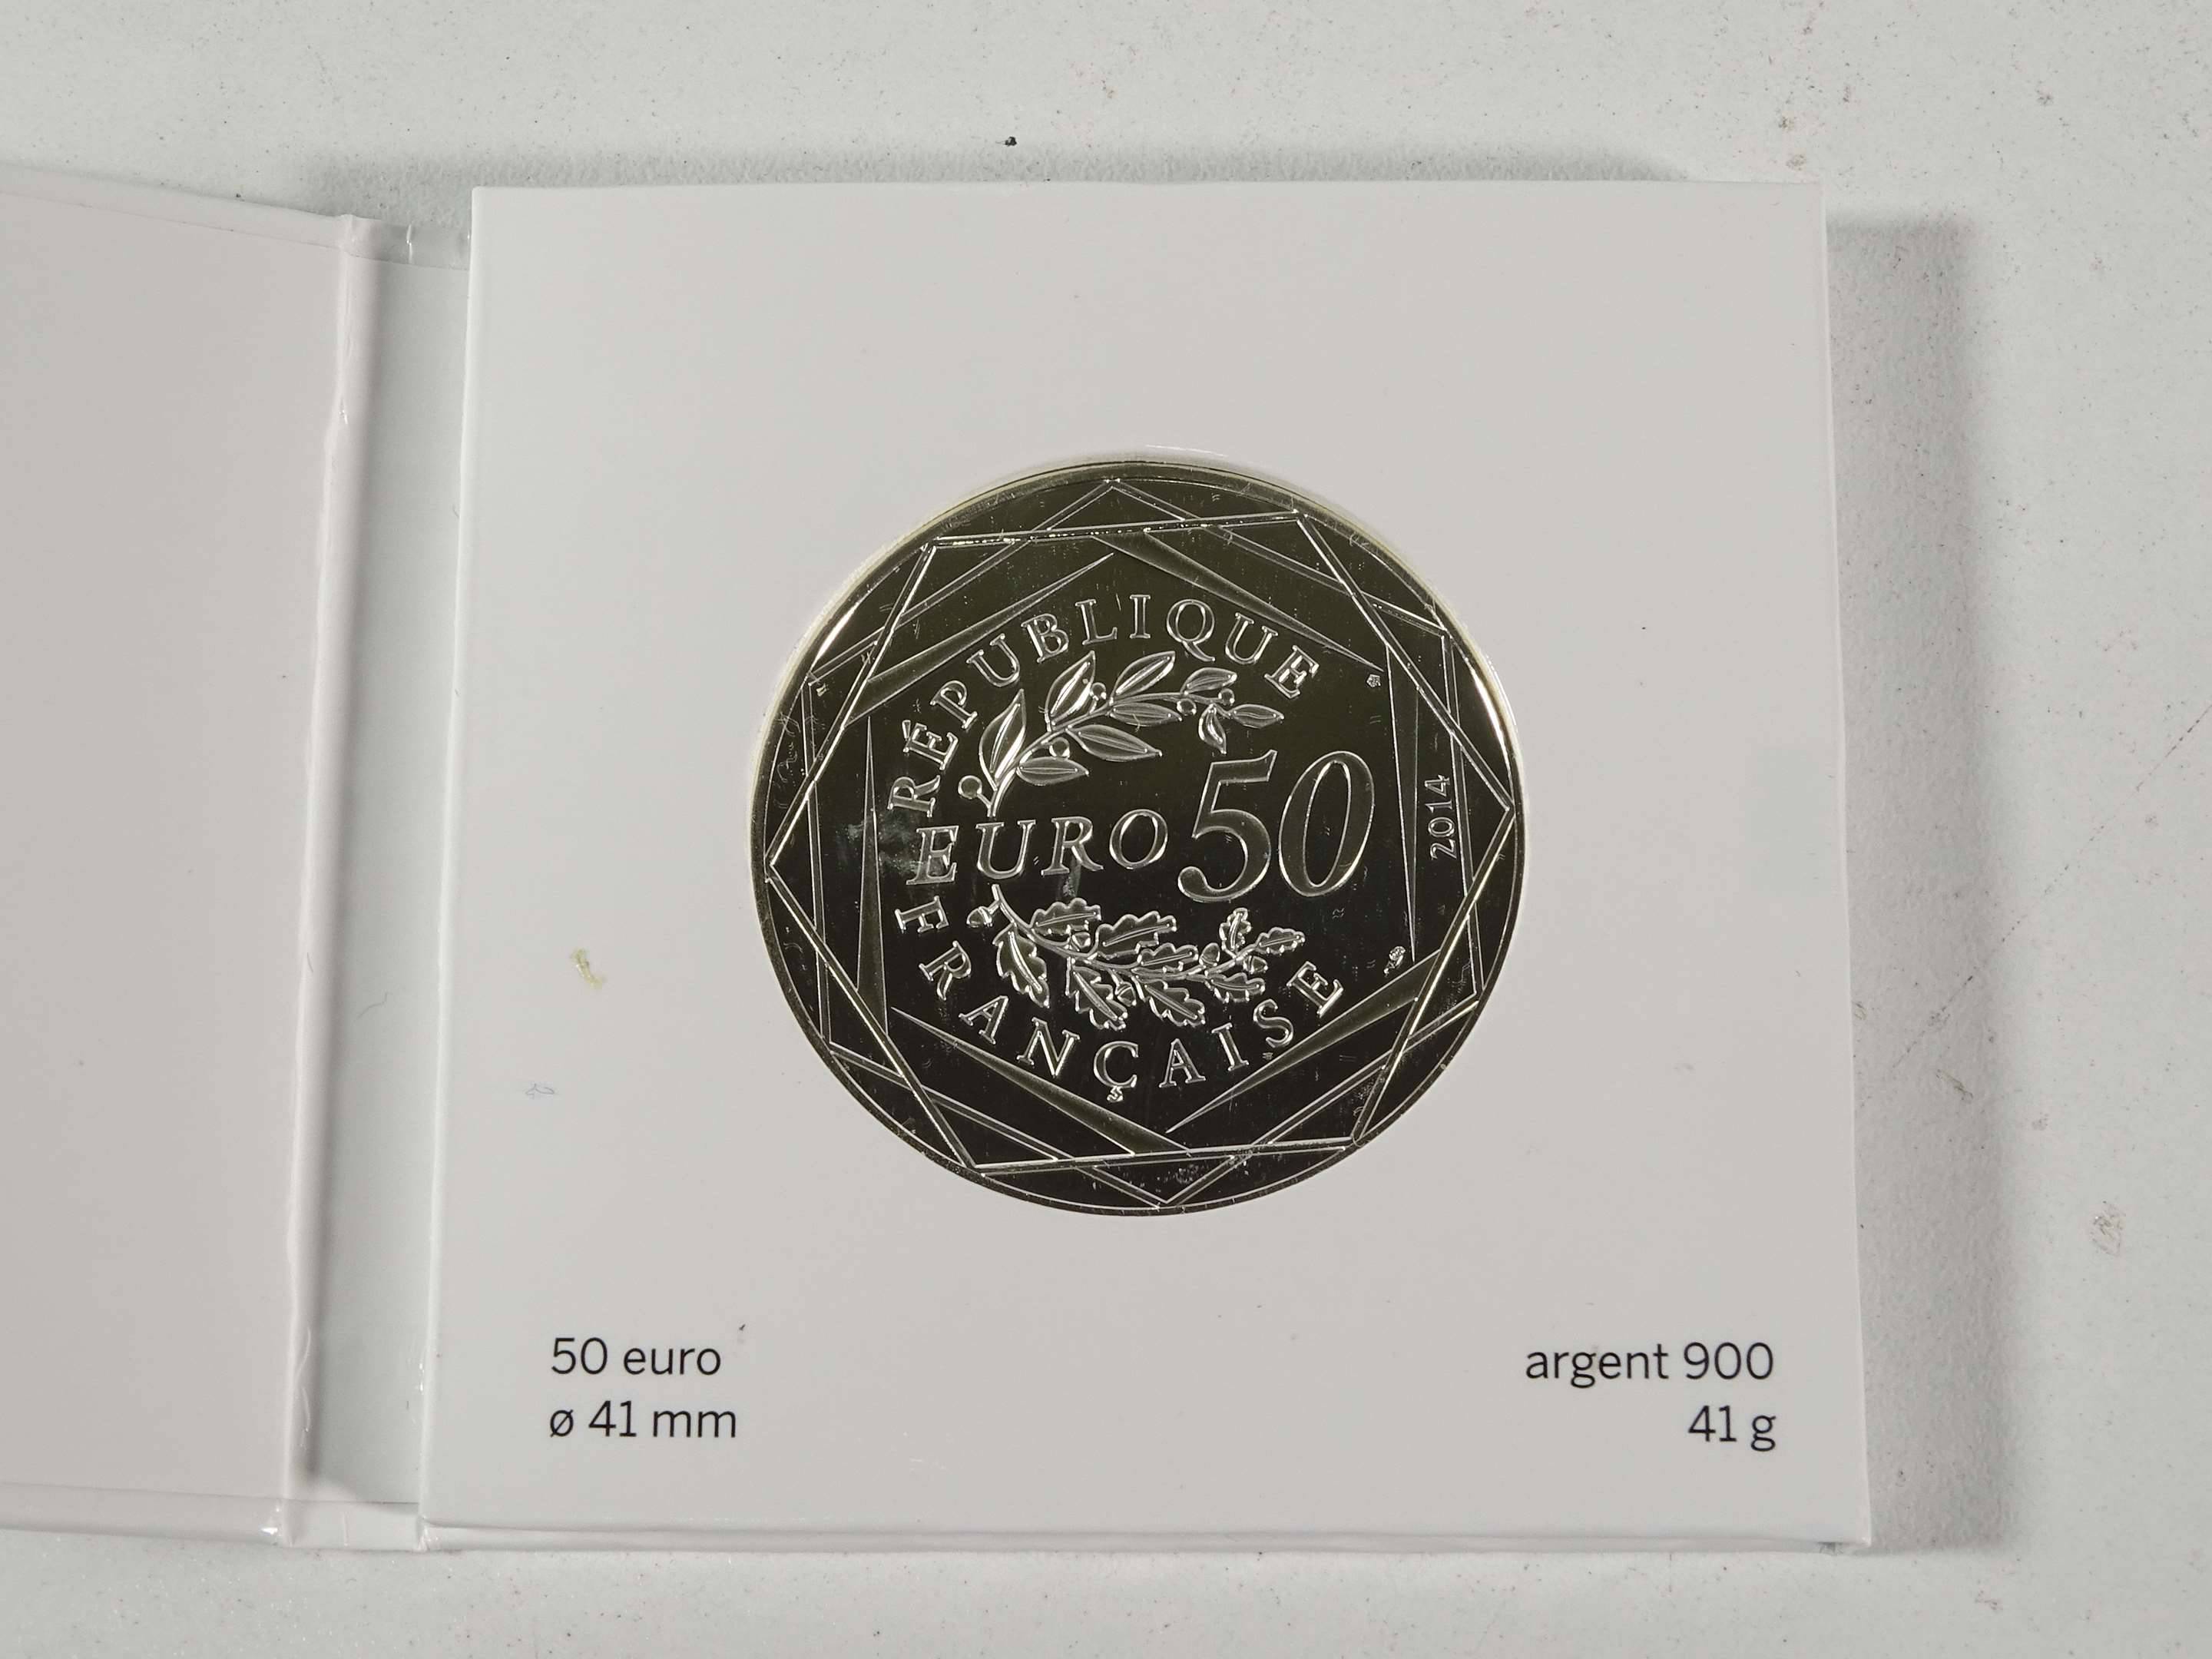 RÉPUBLIQUE
EURO 50
2014
FRANÇAISE
50 euro
ø 41 mm
argent 900
41 g